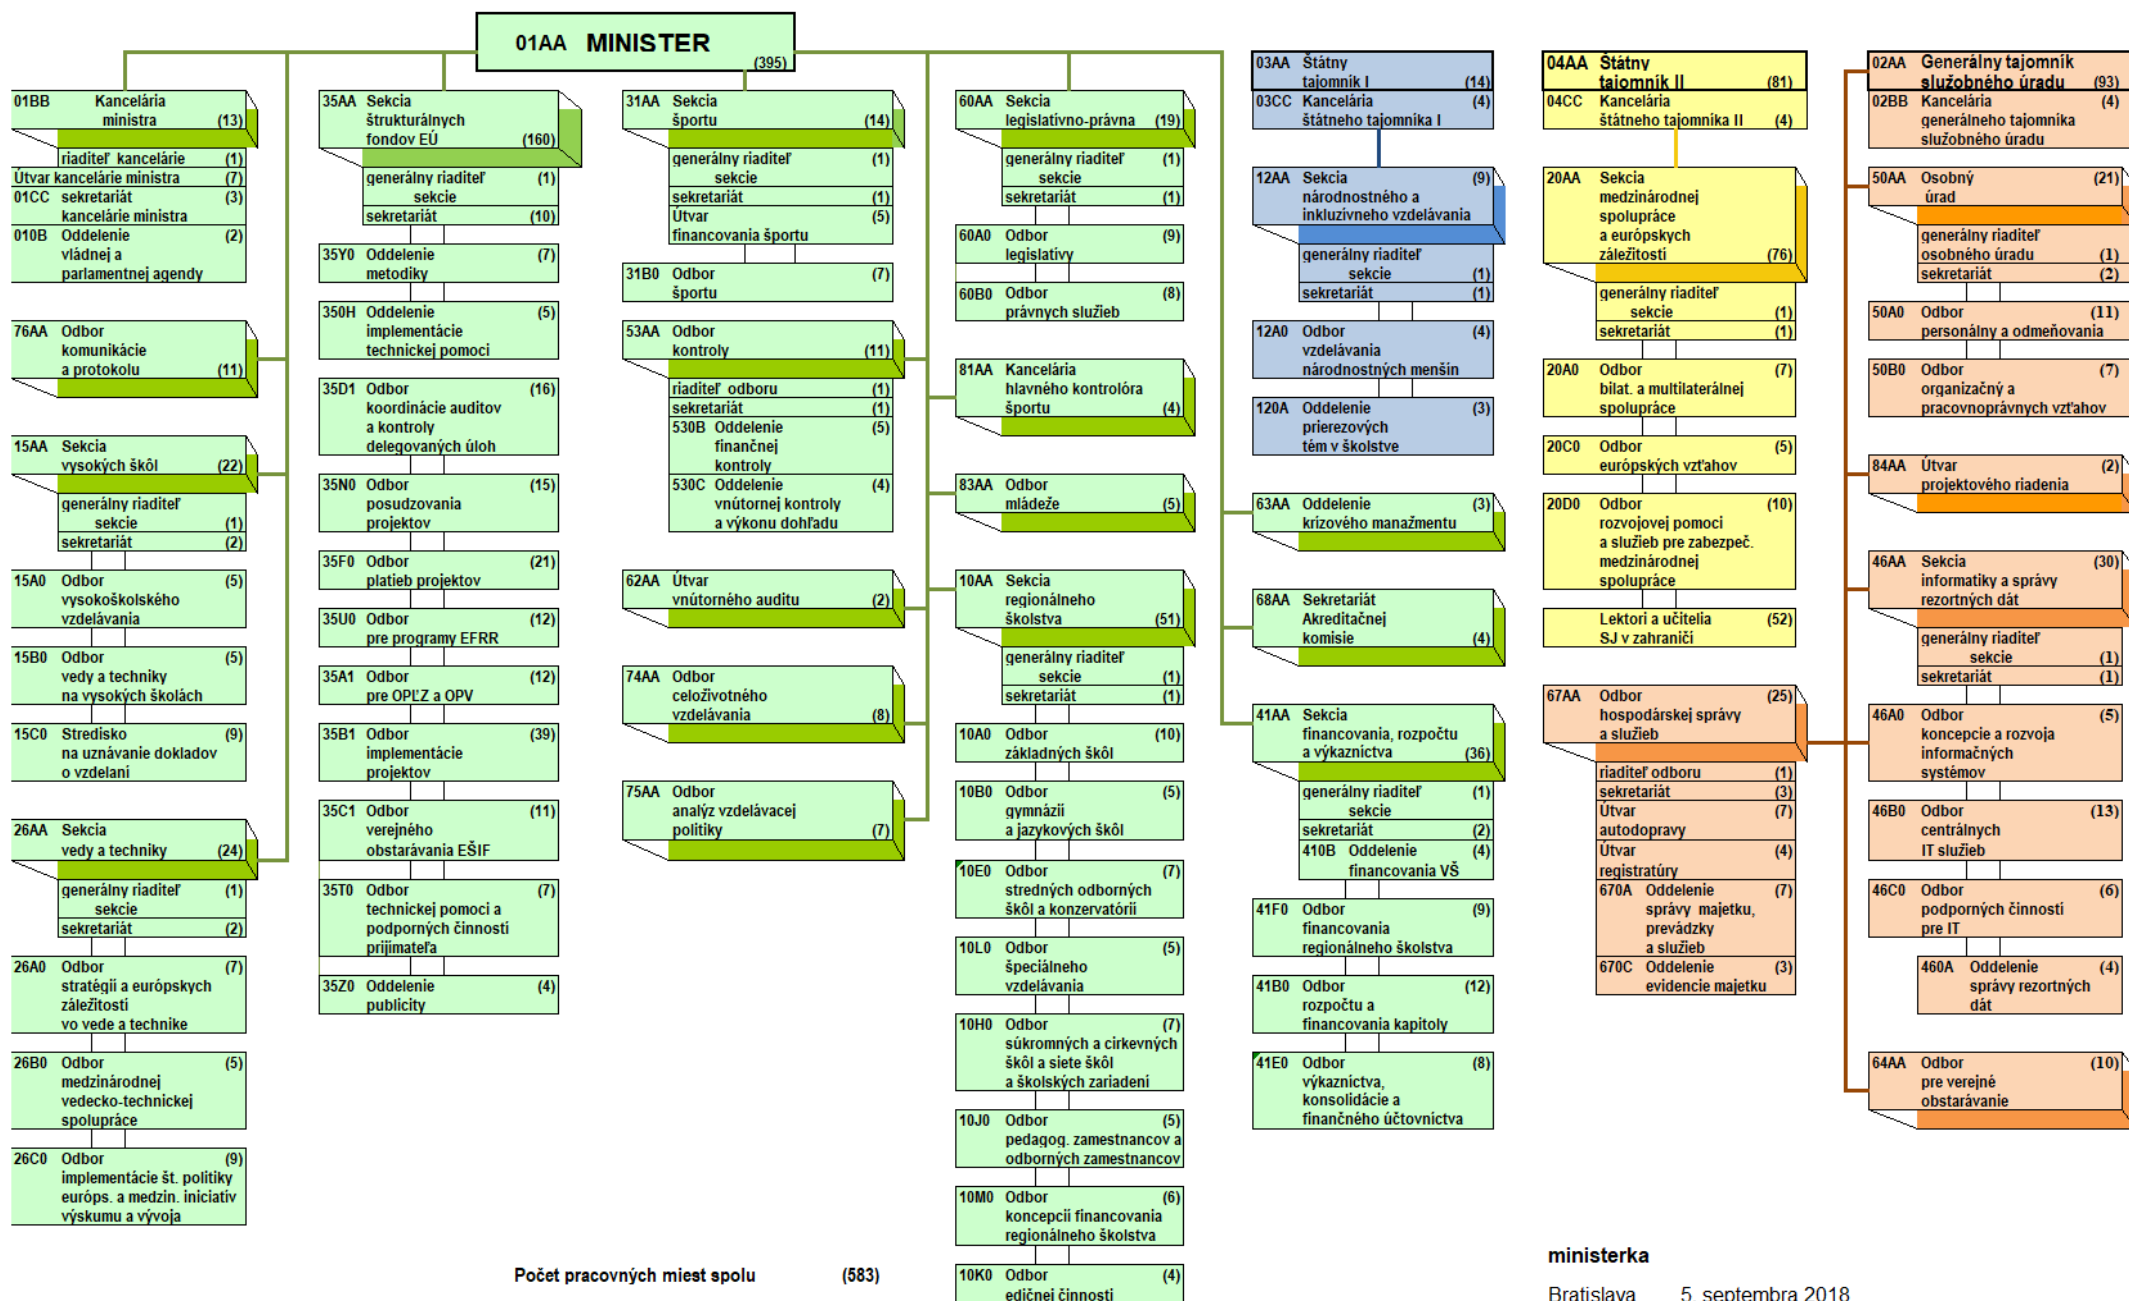 01AA MINISTER
(395)
01BB Kancelária
ministra (13)
riaditeľ kancelárie (1)
Útvar kancelárie ministra (7)
01CC sekretariát (3)
kancelárie ministra
010B Oddelenie (2)
vládnej a
parlamentnej agendy
76AA Odbor
komunikácie
a protokolu (11)
15AA Sekcia
vysokých škôl (22)
generálny riaditeľ
sekcie (1)
sekretariát (2)
15A0 Odbor (5)
vysokoškolského
vzdelávania
15B0 Odbor (5)
vedy a techniky
na vysokých školách
15C0 Stredisko (9)
na uznávanie dokladov
o vzdelaní
26AA Sekcia
vedy a techniky (24)
generálny riaditeľ (1)
sekcie
sekretariát (2)
26A0 Odbor (7)
stratégií a európskych
záležitostí
vo vede a technike
26B0 Odbor (5)
medzinárodnej
vedecko-technickej
spolupráce
26C0 Odbor (9)
implementácie št. politiky
európs. a medzin. iniciatív
výskumu a vývoja
35AA Sekcia
štrukturálnych
fondov EÚ (160)
generálny riaditeľ (1)
sekcie
sekretariát (10)
35Y0 Oddelenie (7)
metodiky
350H Oddelenie (5)
implementácie
technickej pomoci
35D1 Odbor (16)
koordinácie auditov
a kontroly
delegovaných úloh
35N0 Odbor (15)
posudzovania
projektov
35F0 Odbor (21)
platieb projektov
35U0 Odbor (12)
pre programy EFRR
35A1 Odbor (12)
pre OPĽZ a OPV
35B1 Odbor (39)
implementácie
projektov
35C1 Odbor (11)
verejného
obstarávania EŠIF
35T0 Odbor (7)
technickej pomoci a
podporných činností
prijímateľa
35Z0 Oddelenie (4)
publicity
31AA Sekcia
športu (14)
generálny riaditeľ (1)
sekcie
sekretariát (1)
Útvar (5)
financovania športu
31B0 Odbor (7)
športu
53AA Odbor
kontroly (11)
riaditeľ odboru (1)
sekretariát (1)
530B Oddelenie (5)
finančnej
kontroly
530C Oddelenie (4)
vnútornej kontroly
a výkonu dohľadu
62AA Útvar
vnútorného auditu (2)
74AA Odbor
celoživotného
vzdelávania (8)
75AA Odbor
analýz vzdelávacej
politiky (7)
60AA Sekcia
legislatívno-právna (19)
generálny riaditeľ (1)
sekcie
sekretariát (1)
60A0 Odbor (9)
legislatívy
60B0 Odbor (8)
právnych služieb
81AA Kancelária
hlavného kontrolóra
športu (4)
83AA Odbor
mládeže (5)
10AA Sekcia
regionálneho
školstva (51)
generálny riaditeľ
sekcie (1)
sekretariát (1)
10A0 Odbor (10)
základných škôl
10B0 Odbor (5)
gymnázií
a jazykových škôl
10E0 Odbor (7)
stredných odborných
škôl a konzervatórií
10L0 Odbor (5)
špeciálneho
vzdelávania
10H0 Odbor (7)
súkromných a cirkevných
škôl a siete škôl
a školských zariadení
10J0 Odbor (5)
pedagog. zamestnancov a
odborných zamestnancov
10M0 Odbor (6)
koncepcií financovania
regionálneho školstva
10K0 Odbor (4)
edičnej činnosti
03AA Štátny
tajomník I (14)
03CC Kancelária (4)
štátneho tajomníka I
12AA Sekcia (9)
národnostného a
inkluzívneho vzdelávania
generálny riaditeľ
sekcie (1)
sekretariát (1)
12A0 Odbor (4)
vzdelávania
národnostných menšín
120A Oddelenie (3)
prierezových
tém v školstve
63AA Oddelenie (3)
krízového manažmentu
68AA Sekretariát
Akreditačnej
komisie (4)
41AA Sekcia
financovania, rozpočtu
a výkazníctva (36)
generálny riaditeľ (1)
sekcie
sekretariát (2)
410B Oddelenie (4)
financovania VŠ
41F0 Odbor (9)
financovania
regionálneho školstva
41B0 Odbor (12)
rozpočtu a
financovania kapitoly
41E0 Odbor (8)
výkazníctva,
konsolidácie a
finančného účtovníctva
04AA Štátny
tajomník II (81)
04CC Kancelária
štátneho tajomníka II (4)
20AA Sekcia
medzinárodnej
spolupráce
a európskych
záležitostí (76)
generálny riaditeľ
sekcie (1)
sekretariát (1)
20A0 Odbor (7)
bilat. a multilaterálnej
spolupráce
20C0 Odbor (5)
európskych vzťahov
20D0 Odbor (10)
rozvojovej pomoci
a služieb pre zabezpeč.
medzinárodnej
spolupráce
Lektori a učitelia (52)
SJ v zahraničí
67AA Odbor (25)
hospodárskej správy
a služieb
riaditeľ odboru (1)
sekretariát (3)
Útvar (7)
autodopravy
Útvar (4)
registratúry
670A Oddelenie (7)
správy majetku,
prevádzky
a služieb
670C Oddelenie (3)
evidencie majetku
02AA Generálny tajomník
služobného úradu (93)
02BB Kancelária (4)
generálneho tajomníka
služobného úradu
50AA Osobný (21)
úrad
generálny riaditeľ
osobného úradu (1)
sekretariát (2)
50A0 Odbor (11)
personálny a odmeňovania
50B0 Odbor (7)
organizačný a
pracovnoprávnych vzťahov
84AA Útvar (2)
projektového riadenia
46AA Sekcia (30)
informatiky a správy
rezortných dát
generálny riaditeľ
sekcie (1)
sekretariát (1)
46A0 Odbor (5)
koncepcie a rozvoja
informačných
systémov
46B0 Odbor (13)
centrálnych
IT služieb
46C0 Odbor (6)
podporných činností
pre IT
460A Oddelenie (4)
správy rezortných
dát
64AA Odbor (10)
pre verejné
obstarávanie
Počet pracovných miest spolu (583)
ministerka
Bratislava 5. septembra 2018